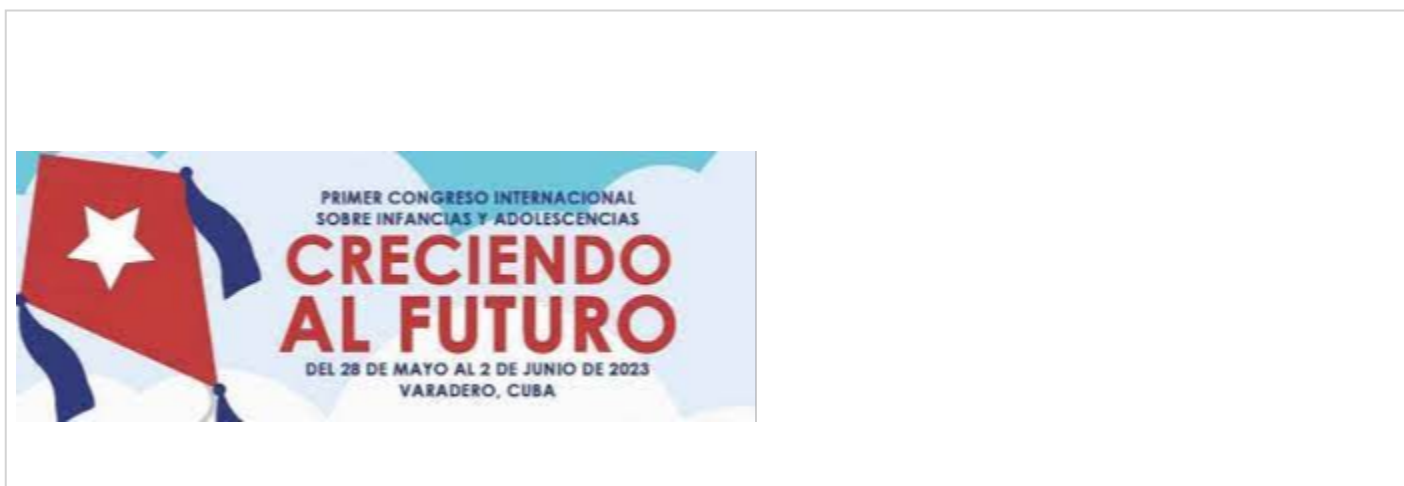 PRIMER CONGRESO INTERNACIONAL
SOBRE INFANCIAS Y ADOLESCENCIAS
CRECIENDO
AL FUTURO
DEL 28 DE MAYO AL 2 DE JUNIO DE 2023
VARADERO, CUBA